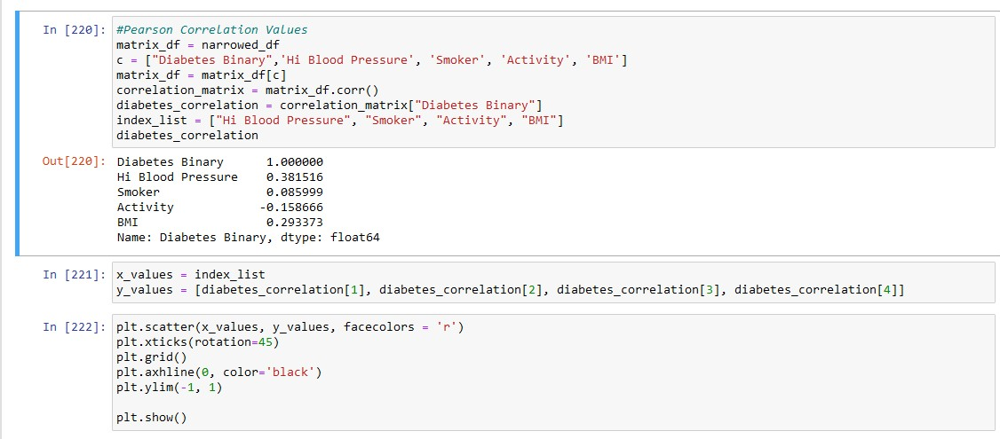 In [220]: #Pearson Correlation Values
matrix_df = narrowed_df
c = ["Diabetes Binary",'Hi Blood Pressure', 'Smoker', 'Activity', 'BMI']
matrix_df = matrix_df[c]
correlation_matrix = matrix_df.corr()
diabetes_correlation = correlation_matrix["Diabetes Binary"]
index_list = ["Hi Blood Pressure", "Smoker", "Activity", "BMI"]
diabetes_correlation
Out[220]: Diabetes Binary 1.000000
Hi Blood Pressure 0.381516
Smoker 0.085999
Activity -0.158666
BMI 0.293373
Name: Diabetes Binary, dtype: float64
In [221]: x_values = index_list
y_values = [diabetes_correlation[1], diabetes_correlation[2], diabetes_correlation[3], diabetes_correlation[4]]
In [222]: plt.scatter(x_values, y_values, facecolors = 'r')
plt.xticks(rotation=45)
plt.grid()
plt.axhline(0, color='black')
plt.ylim(-1, 1)
plt.show()